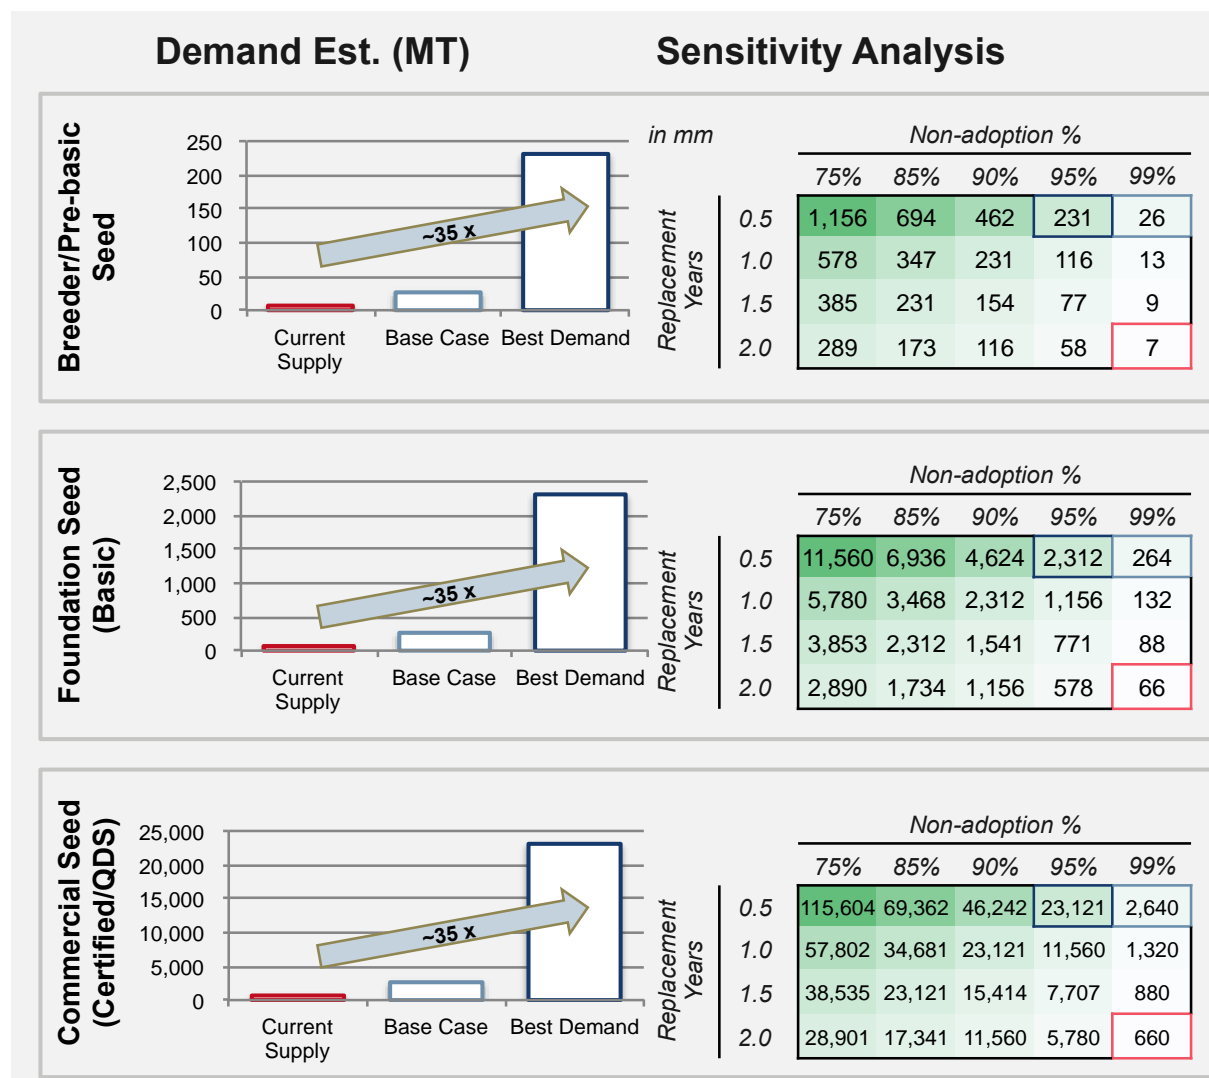 Demand Est. (MT)
Sensitivity Analysis
Breeder/Pre-basic
Seed
250
200
150
100
50
0
~35 x
Current
Supply
Base Case
Best Demand
in mm
Non-adoption %
75% 85% 90% 95% 99%
Replacement
Years
0.5 1,156 694 462 231 26
1.0 578 347 231 116 13
1.5 385 231 154 77 9
2.0 289 173 116 58 7
Foundation Seed
(Basic)
2,500
2,000
1,500
1,000
500
0
~35 x
Current
Supply
Base Case
Best Demand
Non-adoption %
75% 85% 90% 95% 99%
Replacement
Years
0.5 11,560 6,936 4,624 2,312 264
1.0 5,780 3,468 2,312 1,156 132
1.5 3,853 2,312 1,541 771 88
2.0 2,890 1,734 1,156 578 66
Commercial Seed
(Certified/QDS)
25,000
20,000
15,000
10,000
5,000
0
~35 x
Current
Supply
Base Case
Best Demand
Non-adoption %
75% 85% 90% 95% 99%
Replacement
Years
0.5 115,604 69,362 46,242 23,121 2,640
1.0 57,802 34,681 23,121 11,560 1,320
1.5 38,535 23,121 15,414 7,707 880
2.0 28,901 17,341 11,560 5,780 660